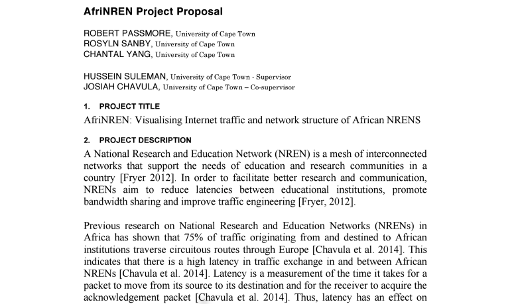 AfriNREN Project Proposal
ROBERT PASSMORE, University of Cape Town
ROSYLN SANBY, University of Cape Town
CHANTAL YANG, University of Cape Town
HUSSEIN SULEMAN, University of Cape Town - Supervisor
JOSIAH CHAVULA, University of Cape Town – Co-supervisor
1. PROJECT TITLE
AfriNREN: Visualising Internet traffic and network structure of African NRENS
2. PROJECT DESCRIPTION
A National Research and Education Network (NREN) is a mesh of interconnected
networks that support the needs of education and research communities in a
country [Fryer 2012]. In order to facilitate better research and communication,
NRENs aim to reduce latencies between educational institutions, promote
bandwidth sharing and improve traffic engineering [Fryer, 2012].
Previous research on National Research and Education Networks (NRENs) in
Africa has shown that 75% of traffic originating from and destined to African
institutions traverse circuitous routes through Europe [Chavula et al. 2014]. This
indicates that there is a high latency in traffic exchange in and between African
NRENs [Chavula et al. 2014]. Latency is a measurement of the time it takes for a
packet to move from its source to its destination and for the receiver to acquire the
acknowledgement packet [Chavula et al. 2014]. Thus, latency has an effect on